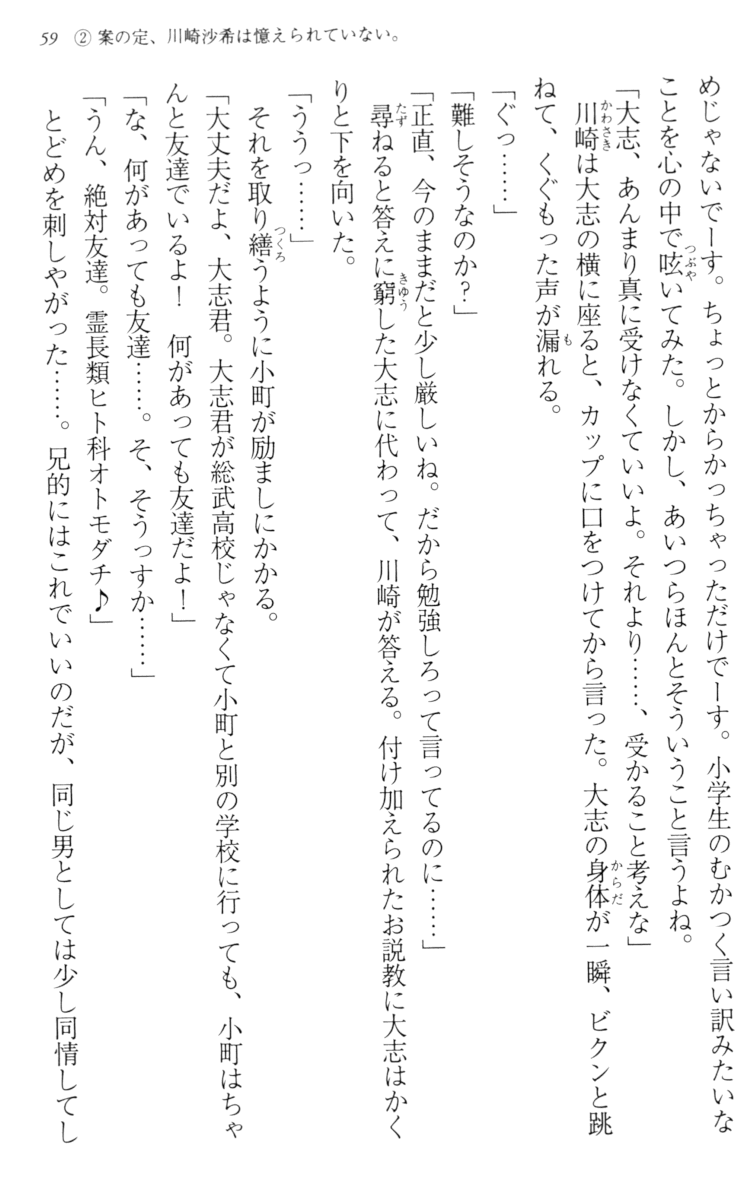 59 ② 案の定、川崎沙希は憶えられていない。
めじゃないでーす。ちょっとからかっちゃっただけでーす。小学生のむかつく言い訳みたいな
ことを心の中で呟いてみた。しかし、あいつらほんとそういうこと言うよね。
「大志、あんまり真に受けなくていいよ。それより……、受かること考えな」
川崎は大志の横に座ると、カップに口をつけてから言った。大志の身体が一瞬、ビクンと跳
ねて、くぐもった声が漏れる。
「ぐっ……」
「難しそうなのか？」
「正直、今のままだと少し厳しいね。だから勉強しろって言ってるのに……」
尋ねると答えに窮した大志に代わって、川崎が答える。付け加えられたお説教に大志はかく
りと下を向いた。
「ううっ……」
それを取り繕うように小町が励ましにかかる。
「大丈夫だよ、大志君。大志君が総武高校じゃなくて小町と別の学校に行っても、小町はちゃ
んと友達でいるよ！　何があっても友達だよ！」
「な、何があっても友達……。そ、そうっすか……」
「うん、絶対友達。霊長類ヒト科オトモダチ♪」
とどめを刺しやがった……。兄的にはこれでいいのだが、同じ男としては少し同情してし